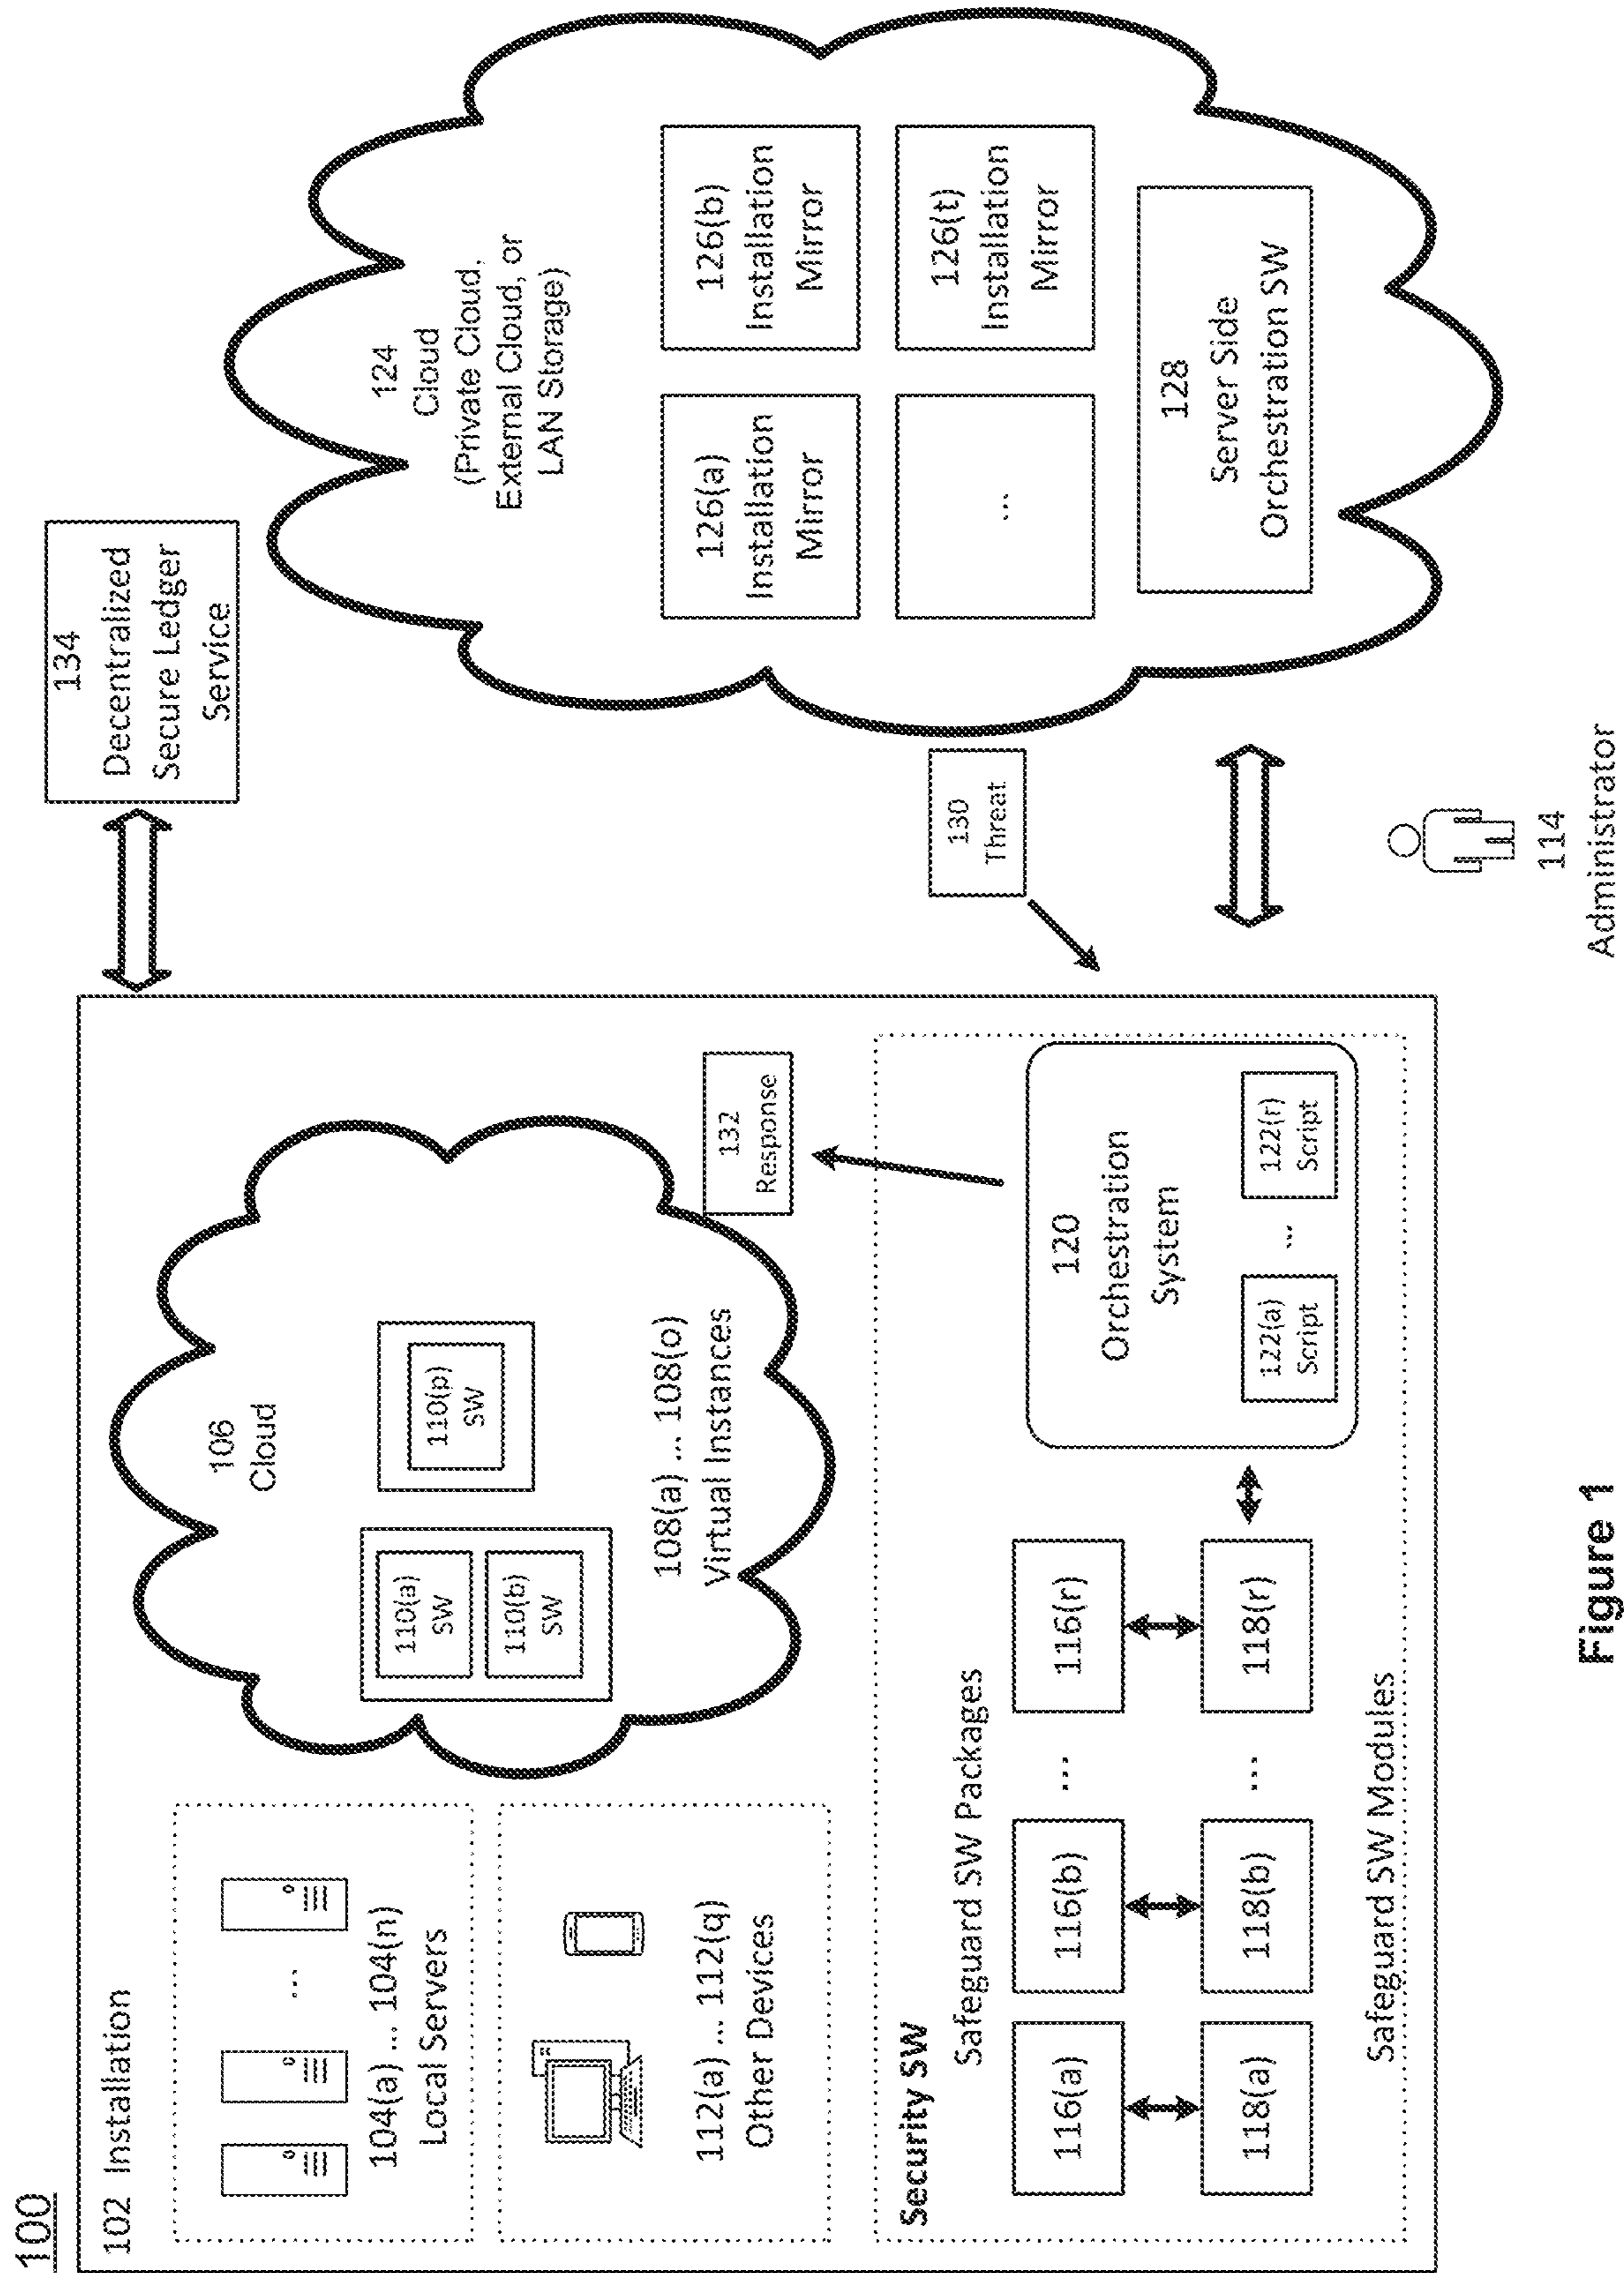 100
102 Installation
104(a) ... 104(n)
Local Servers
...
112(a) ... 112(q)
Other Devices
106
Cloud
110(a)
SW
110(b)
SW
110(p)
SW
108(a) ... 108(o)
Virtual Instances
132
Response
Security SW
Safeguard SW Packages
116(a)
116(b)
...
116(r)
118(a)
118(b)
...
118(r)
Safeguard SW Modules
120
Orchestration
System
122(a)
Script
...
122(r)
Script
134
Decentralized
Secure Ledger
Service
130
Threat
114
Administrator
124
Cloud
(Private Cloud,
External Cloud, or
LAN Storage)
126(a)
Installation
Mirror
126(b)
Installation
Mirror
...
126(t)
Installation
Mirror
128
Server Side
Orchestration SW
Figure 1